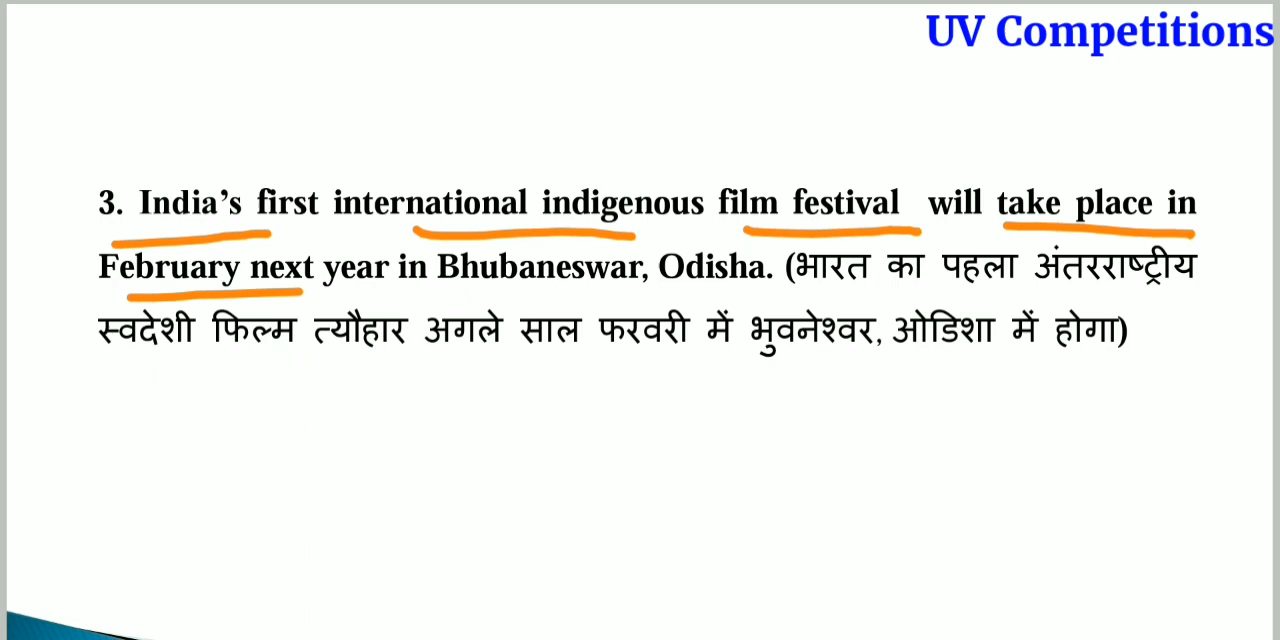 UV Competitions
3. India’s first international indigenous film festival will take place in
February next year in Bhubaneswar, Odisha. (भारत का पहला अंतरराष्ट्रीय
स्वदेशी फिल्म त्यौहार अगले साल फरवरी में भुवनेश्वर, ओडिशा में होगा)